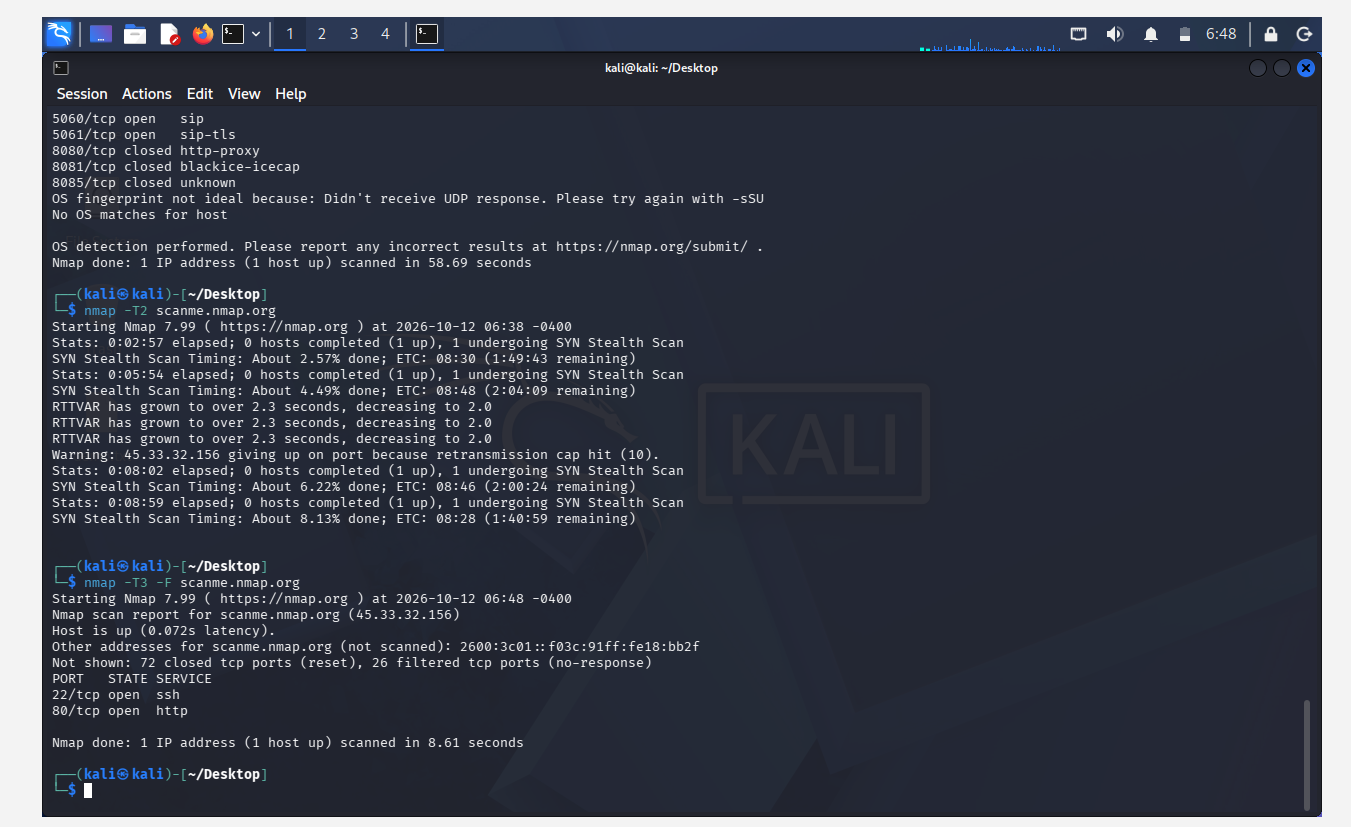 1 2 3 4 6:48
kali@kali: ~/Desktop
Session Actions Edit View Help
5060/tcp open   sip
5061/tcp open   sip-tls
8080/tcp closed http-proxy
8081/tcp closed blackice-icecap
8085/tcp closed unknown
OS fingerprint not ideal because: Didn't receive UDP response. Please try again with -sSU
No OS matches for host
OS detection performed. Please report any incorrect results at https://nmap.org/submit/ .
Nmap done: 1 IP address (1 host up) scanned in 58.69 seconds
┌──(kali㉿kali)-[~/Desktop]
└─$ nmap -T2 scanme.nmap.org
Starting Nmap 7.99 ( https://nmap.org ) at 2026-10-12 06:38 -0400
Stats: 0:02:57 elapsed; 0 hosts completed (1 up), 1 undergoing SYN Stealth Scan
SYN Stealth Scan Timing: About 2.57% done; ETC: 08:30 (1:49:43 remaining)
Stats: 0:05:54 elapsed; 0 hosts completed (1 up), 1 undergoing SYN Stealth Scan
SYN Stealth Scan Timing: About 4.49% done; ETC: 08:48 (2:04:09 remaining)
RTTVAR has grown to over 2.3 seconds, decreasing to 2.0
RTTVAR has grown to over 2.3 seconds, decreasing to 2.0
RTTVAR has grown to over 2.3 seconds, decreasing to 2.0
Warning: 45.33.32.156 giving up on port because retransmission cap hit (10).
Stats: 0:08:02 elapsed; 0 hosts completed (1 up), 1 undergoing SYN Stealth Scan
SYN Stealth Scan Timing: About 6.22% done; ETC: 08:46 (2:00:24 remaining)
Stats: 0:08:59 elapsed; 0 hosts completed (1 up), 1 undergoing SYN Stealth Scan
SYN Stealth Scan Timing: About 8.13% done; ETC: 08:28 (1:40:59 remaining)
KALI
┌──(kali㉿kali)-[~/Desktop]
└─$ nmap -T3 -F scanme.nmap.org
Starting Nmap 7.99 ( https://nmap.org ) at 2026-10-12 06:48 -0400
Nmap scan report for scanme.nmap.org (45.33.32.156)
Host is up (0.072s latency).
Other addresses for scanme.nmap.org (not scanned): 2600:3c01::f03c:91ff:fe18:bb2f
Not shown: 72 closed tcp ports (reset), 26 filtered tcp ports (no-response)
PORT   STATE SERVICE
22/tcp open  ssh
80/tcp open  http
Nmap done: 1 IP address (1 host up) scanned in 8.61 seconds
┌──(kali㉿kali)-[~/Desktop]
└─$